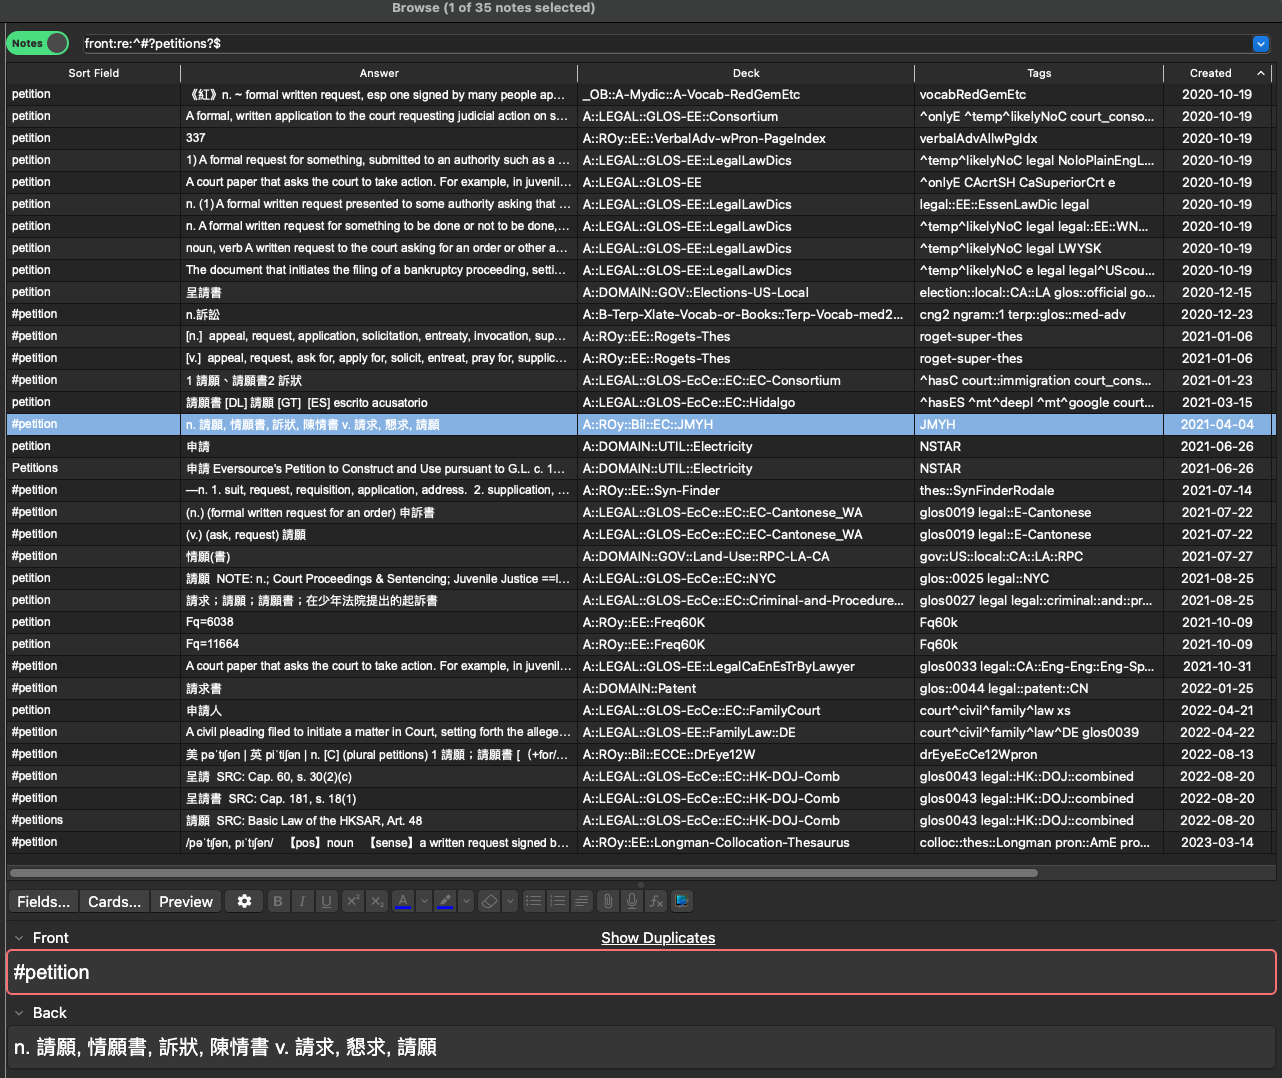 Browse (1 of 35 notes selected)
Notes front:re:^#?petitions?$
Sort Field Answer Deck Tags Created
petition 《紅》n. ~ formal written request, esp one signed by many people ap… _OB::A-Mydic::A-Vocab-RedGemEtc vocabRedGemEtc 2020-10-19
petition A formal, written application to the court requesting judicial action on s… A::LEGAL::GLOS-EE::Consortium ^onlyE ^temp^likelyNoC court_conso… 2020-10-19
petition 337 A::ROy::EE::VerbalAdv-wPron-PageIndex verbalAdvAllwPgIdx 2020-10-19
petition 1) A formal request for something, submitted to an authority such as a … A::LEGAL::GLOS-EE::LegalLawDics ^temp^likelyNoC legal NoloPlainEngL… 2020-10-19
petition A court paper that asks the court to take action. For example, in juvenil… A::LEGAL::GLOS-EE ^onlyE CAcrtSH CaSuperiorCrt e 2020-10-19
petition n. (1) A formal written request presented to some authority asking that … A::LEGAL::GLOS-EE::LegalLawDics legal::EE::EssenLawDic legal 2020-10-19
petition n. A formal written request for something to be done or not to be done,… A::LEGAL::GLOS-EE::LegalLawDics ^temp^likelyNoC legal legal::EE::WN… 2020-10-19
petition noun, verb A written request to the court asking for an order or other a… A::LEGAL::GLOS-EE::LegalLawDics ^temp^likelyNoC legal LWYSK 2020-10-19
petition The document that initiates the filing of a bankruptcy proceeding, setti… A::LEGAL::GLOS-EE::LegalLawDics ^temp^likelyNoC e legal legal^UScou… 2020-10-19
petition 呈請書 A::DOMAIN::GOV::Elections-US-Local election::local::CA::LA glos::official go… 2020-12-15
#petition n.訴訟 A::B-Terp-Xlate-Vocab-or-Books::Terp-Vocab-med2… cng2 ngram::1 terp::glos::med-adv 2020-12-23
petition [n.] appeal, request, application, solicitation, entreaty, invocation, sup… A::ROy::EE::Rogets-Thes roget-super-thes 2021-01-06
petition [v.] appeal, request, ask for, apply for, solicit, entreat, pray for, supplic… A::ROy::EE::Rogets-Thes roget-super-thes 2021-01-06
#petition 1 請願、請願書2 訴狀 A::LEGAL::GLOS-EcCe::EC::EC-Consortium ^hasC court::immigration court_cons… 2021-01-23
petition 請願書 [DL] 請願 [GT] [ES] escrito acusatorio A::LEGAL::GLOS-EcCe::EC::Hidalgo ^hasES ^mt^deepl ^mt^google court… 2021-03-15
#petition n. 請願, 情願書, 訴狀, 陳情書 v. 請求, 懇求, 請願 A::ROy::Bil::EC::JMYH JMYH 2021-04-04
petition 申請 A::DOMAIN::UTIL::Electricity NSTAR 2021-06-26
Petitions 申請 Eversource's Petition to Construct and Use pursuant to G.L. c. 1… A::DOMAIN::UTIL::Electricity NSTAR 2021-06-26
#petition —n. 1. suit, request, requisition, application, address. 2. supplication, … A::ROy::EE::Syn-Finder thes::SynFinderRodale 2021-07-14
#petition (n.) (formal written request for an order) 申訴書 A::LEGAL::GLOS-EcCe::EC::EC-Cantonese_WA glos0019 legal::E-Cantonese 2021-07-22
#petition (v.) (ask, request) 請願 A::LEGAL::GLOS-EcCe::EC::EC-Cantonese_WA glos0019 legal::E-Cantonese 2021-07-22
#petition 情願(書) A::DOMAIN::GOV::Land-Use::RPC-LA-CA gov::US::local::CA::LA::RPC 2021-07-27
petition 請願 NOTE: n.; Court Proceedings & Sentencing; Juvenile Justice ==l… A::LEGAL::GLOS-EcCe::EC::NYC glos::0025 legal::NYC 2021-08-25
petition 請求；請願；請願書；在少年法院提出的起訴書 A::LEGAL::GLOS-EcCe::EC::Criminal-and-Procedure… glos0027 legal legal::criminal::and::pr… 2021-08-25
petition Fq=6038 A::ROy::EE::Freq60K Fq60k 2021-10-09
petition Fq=11664 A::ROy::EE::Freq60K Fq60k 2021-10-09
#petition A court paper that asks the court to take action. For example, in juvenil… A::LEGAL::GLOS-EE::LegalCaEnEsTrByLawyer glos0033 legal::CA::Eng-Eng::Eng-Sp… 2021-10-31
#petition 請求書 A::DOMAIN::Patent glos::0044 legal::patent::CN 2022-01-25
petition 申請人 A::LEGAL::GLOS-EcCe::EC::FamilyCourt court^civil^family^law xs 2022-04-21
#petition A civil pleading filed to initiate a matter in Court, setting forth the allege… A::LEGAL::GLOS-EE::FamilyLaw::DE court^civil^family^law^DE glos0039 2022-04-22
#petition 美 pəˈtɪʃən | 英 piˈtiʃən | n. [C] (plural petitions) 1 請願；請願書 [（+for/… A::ROy::Bil::ECCE::DrEye12W drEyeEcCe12Wpron 2022-08-13
#petition 呈請 SRC: Cap. 60, s. 30(2)(c) A::LEGAL::GLOS-EcCe::EC::HK-DOJ-Comb glos0043 legal::HK::DOJ::combined 2022-08-20
#petition 呈請書 SRC: Cap. 181, s. 18(1) A::LEGAL::GLOS-EcCe::EC::HK-DOJ-Comb glos0043 legal::HK::DOJ::combined 2022-08-20
#petitions 請願 SRC: Basic Law of the HKSAR, Art. 48 A::LEGAL::GLOS-EcCe::EC::HK-DOJ-Comb glos0043 legal::HK::DOJ::combined 2022-08-20
#petition /pəˈtɪʃən, pɪˈtɪʃən/ 【pos】noun 【sense】a written request signed b… A::ROy::EE::Longman-Collocation-Thesaurus colloc::thes::Longman pron::AmE pro… 2023-03-14
Fields... Cards... Preview B I U x² x₂ A fx
Front Show Duplicates
#petition
Back
n. 請願, 情願書, 訴狀, 陳情書 v. 請求, 懇求, 請願